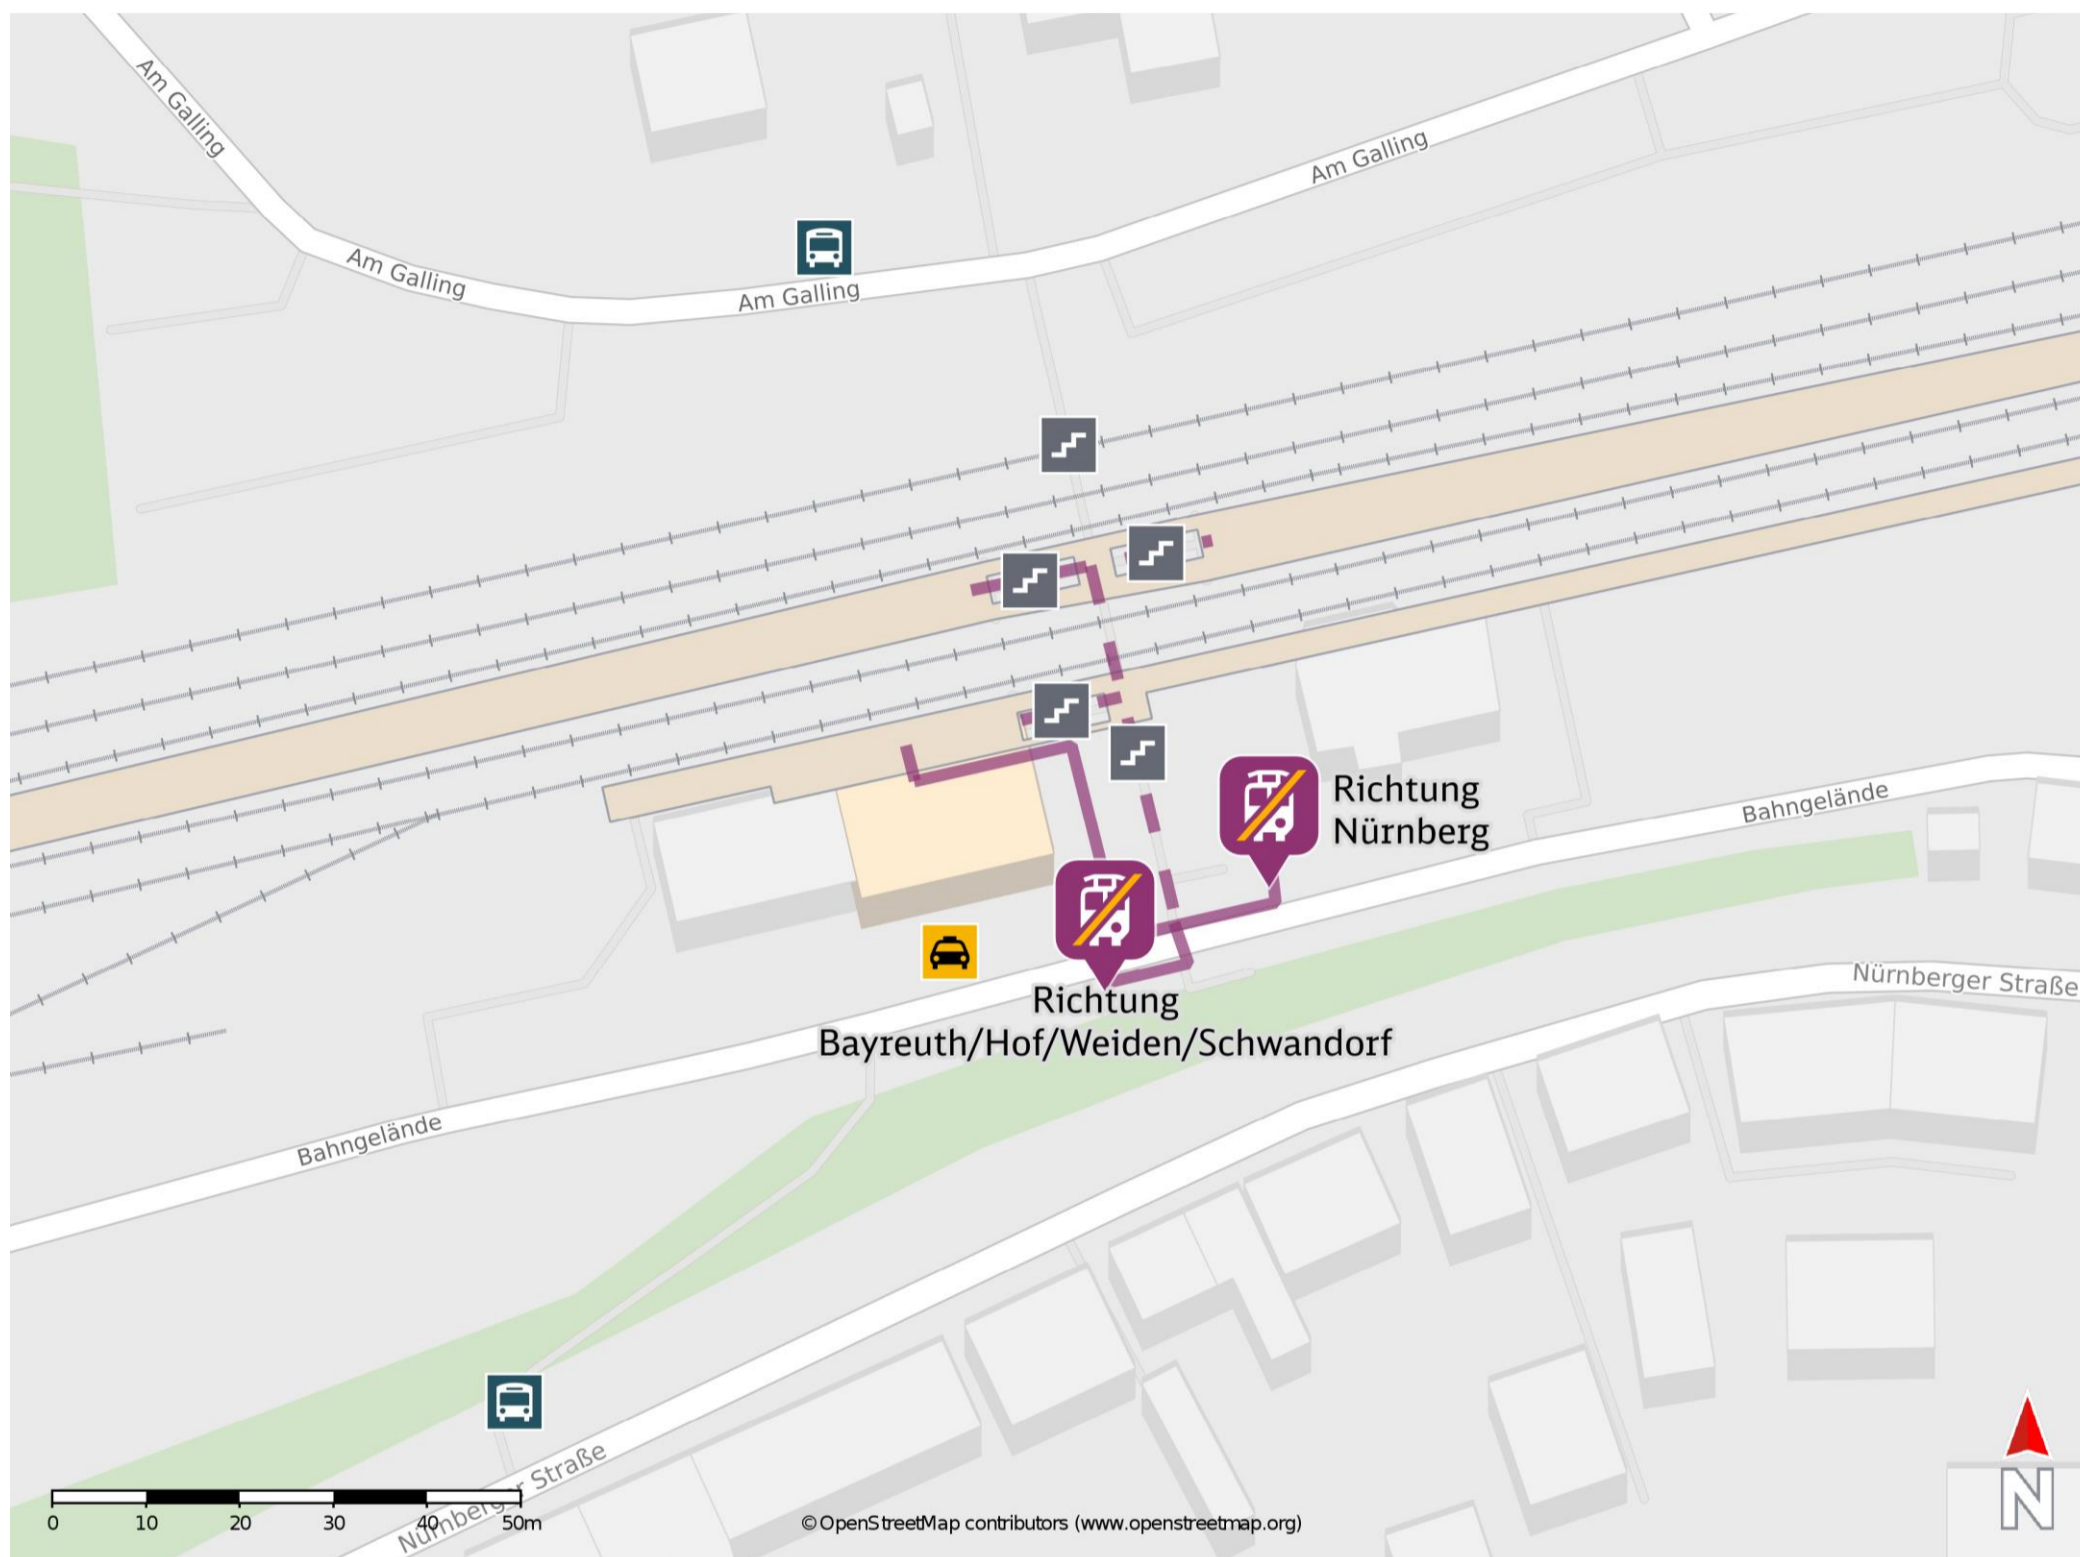 Am Galling
Am Galling
Am Galling
Am Galling
Richtung
Nürnberg
Bahngelände
Nürnberger Straße
Richtung
Bayreuth/Hof/Weiden/Schwandorf
Bahngelände
Nürnberger Straße
0 10 20 30 40 50m
© OpenStreetMap contributors (www.openstreetmap.org)
N